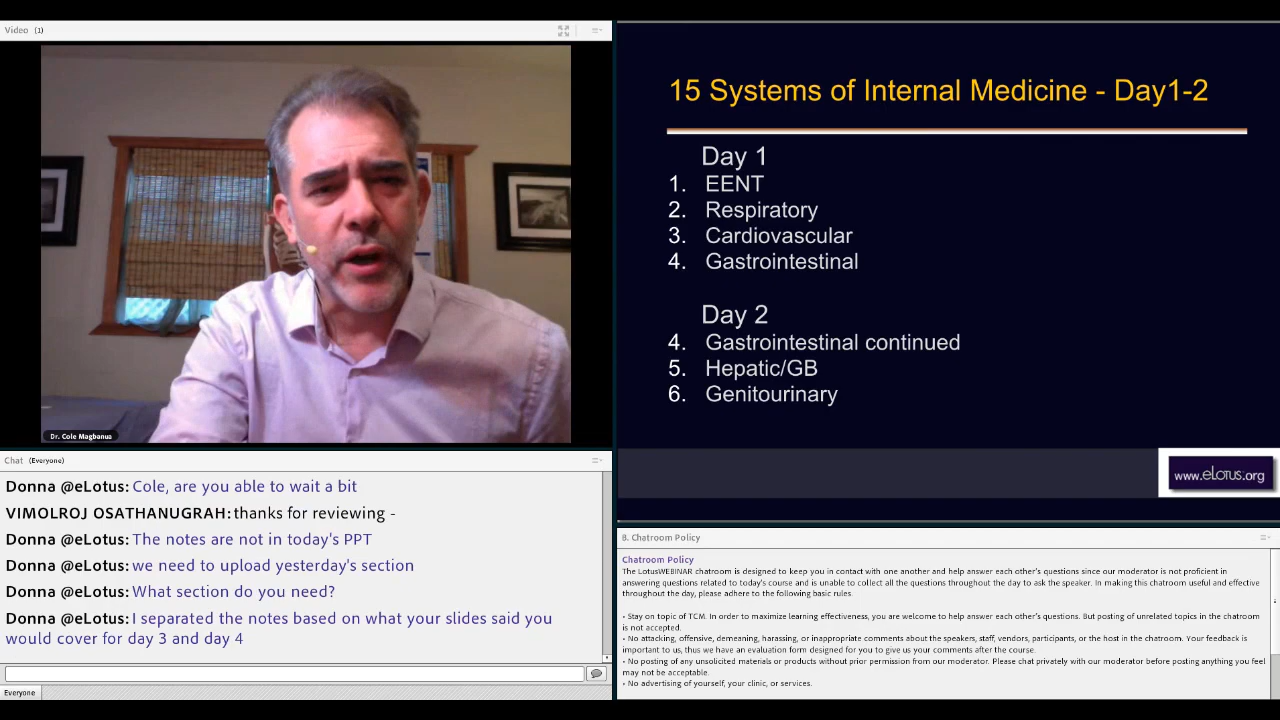 Video (1)
Dr. Cole Magbanua
15 Systems of Internal Medicine - Day1-2
Day 1
1. EENT
2. Respiratory
3. Cardiovascular
4. Gastrointestinal
Day 2
4. Gastrointestinal continued
5. Hepatic/GB
6. Genitourinary
www.eLotus.org
Chat (Everyone)
Donna @eLotus: Cole, are you able to wait a bit
VIMOLROJ OSATHANUGRAH: thanks for reviewing -
Donna @eLotus: The notes are not in today's PPT
Donna @eLotus: we need to upload yesterday's section
Donna @eLotus: What section do you need?
Donna @eLotus: I separated the notes based on what your slides said you
would cover for day 3 and day 4
Everyone
B. Chatroom Policy
Chatroom Policy
The LotusWEBINAR chatroom is designed to keep you in contact with one another and help answer each other's questions since our moderator is not proficient in
answering questions related to today's course and is unable to collect all the questions throughout the day to ask the speaker. In making this chatroom useful and effective
throughout the day, please adhere to the following basic rules.
• Stay on topic of TCM. In order to maximize learning effectiveness, you are welcome to help answer each other's questions. But posting of unrelated topics in the chatroom
is not accepted.
• No attacking, offensive, demeaning, harassing, or inappropriate comments about the speakers, staff, vendors, participants, or the host in the chatroom. Your feedback is
important to us, thus we have an evaluation form designed for you to give us your comments after the course.
• No posting of any unsolicited materials or products without prior permission from our moderator. Please chat privately with our moderator before posting anything you feel
may not be acceptable.
• No advertising of yourself, your clinic, or services.